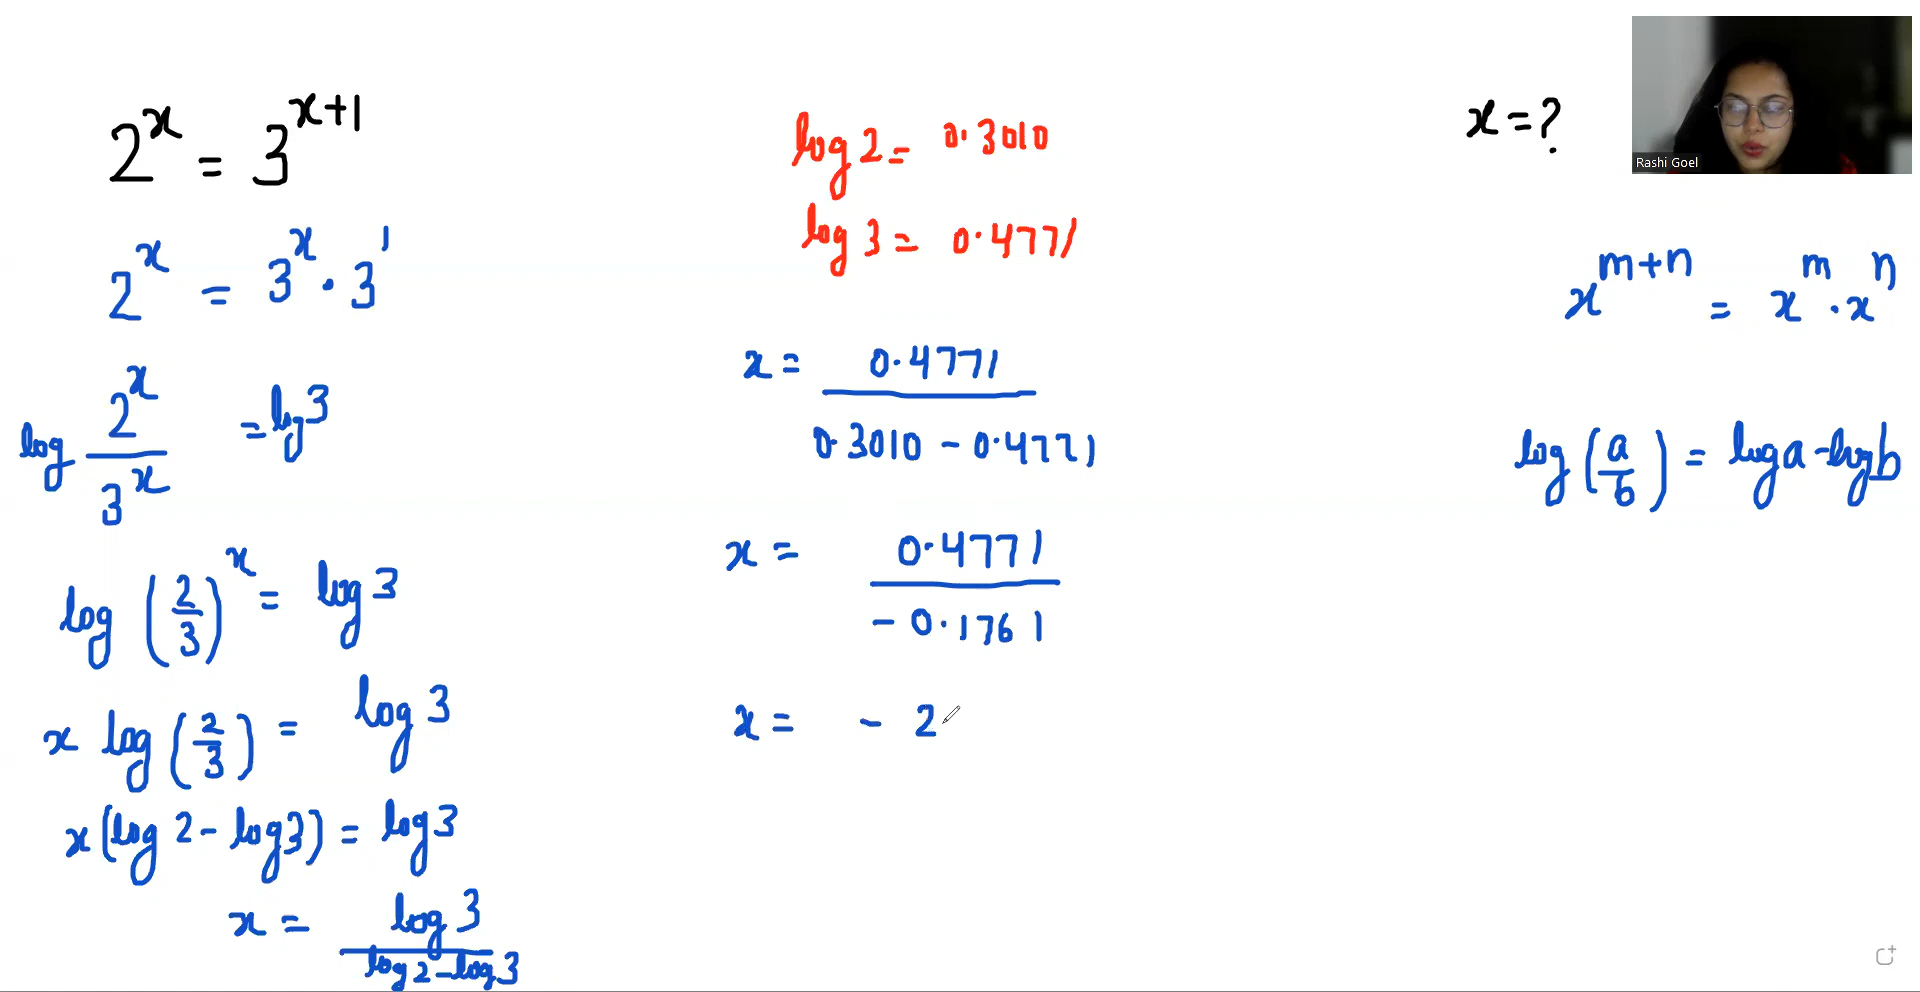 2^x = 3^(x+1)
2^x = 3^x · 3^1
log 2^x / 3^x = log 3
log (2/3)^x = log 3
x log (2/3) = log 3
x (log 2 - log 3) = log 3
x = log 3 / (log 2 - log 3)
log 2 = 0.3010
log 3 = 0.4771
x = 0.4771 / (0.3010 - 0.4771)
x = 0.4771 / -0.1761
x = - 2
x = ?
Rashi Goel
x^(m+n) = x^m · x^n
log (a/b) = log a - log b